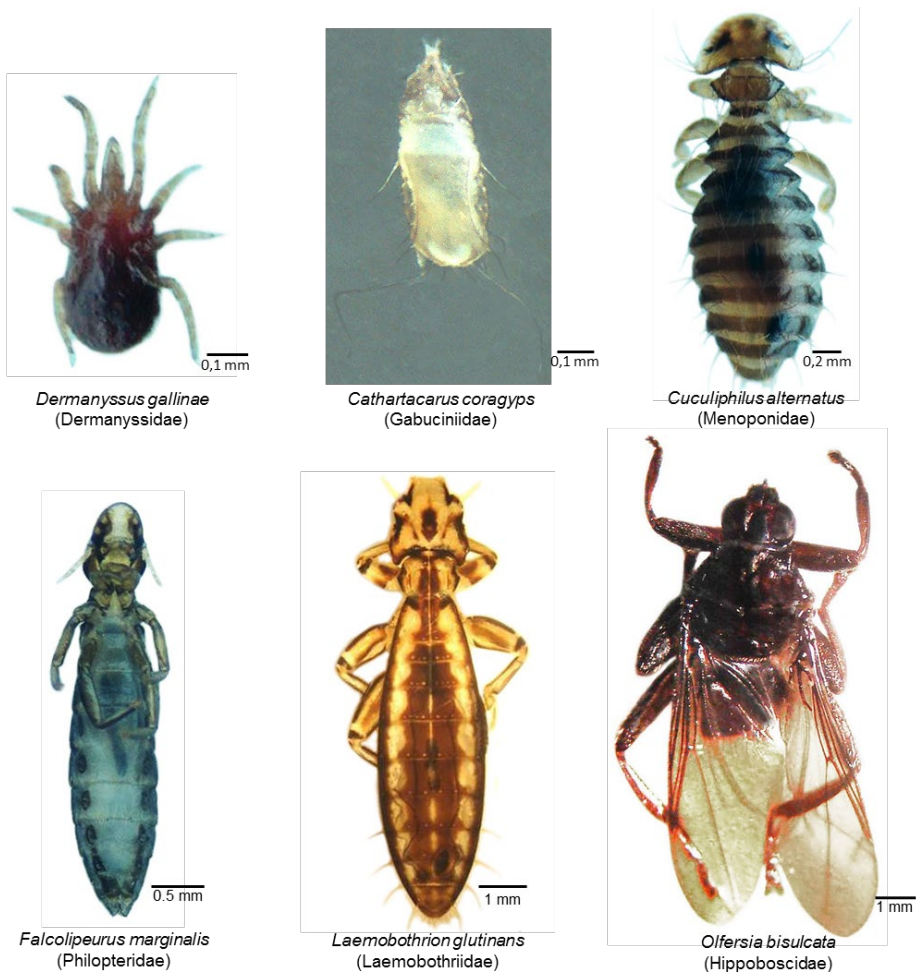 0,1 mm
Dermanyssus gallinae
(Dermanyssidae)
0,1 mm
Cathartacarus coragyps
(Gabuciniidae)
0,2 mm
Cuculiphilus alternatus
(Menoponidae)
0.5 mm
Falcolipeurus marginalis
(Philopteridae)
1 mm
Laemobothrion glutinans
(Laemobothriidae)
1 mm
Olfersia bisulcata
(Hippoboscidae)